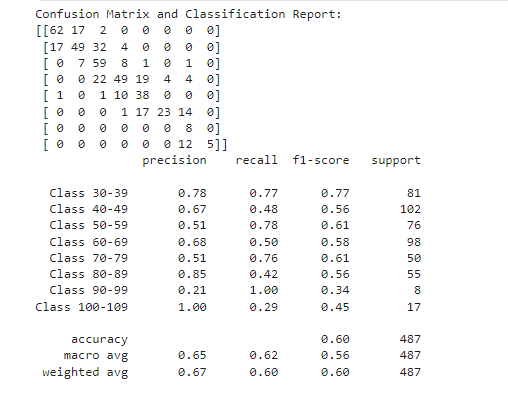 Confusion Matrix and Classification Report:
[[62 17 2 0 0 0 0 0]
[17 49 32 4 0 0 0 0]
[ 0 7 59 8 1 0 1 0]
[ 0 0 22 49 19 4 4 0]
[ 1 0 1 10 38 0 0 0]
[ 0 0 0 1 17 23 14 0]
[ 0 0 0 0 0 0 8 0]
[ 0 0 0 0 0 0 12 5]]
precision recall f1-score support
Class 30-39 0.78 0.77 0.77 81
Class 40-49 0.67 0.48 0.56 102
Class 50-59 0.51 0.78 0.61 76
Class 60-69 0.68 0.50 0.58 98
Class 70-79 0.51 0.76 0.61 50
Class 80-89 0.85 0.42 0.56 55
Class 90-99 0.21 1.00 0.34 8
Class 100-109 1.00 0.29 0.45 17
accuracy 0.60 487
macro avg 0.65 0.62 0.56 487
weighted avg 0.67 0.60 0.60 487